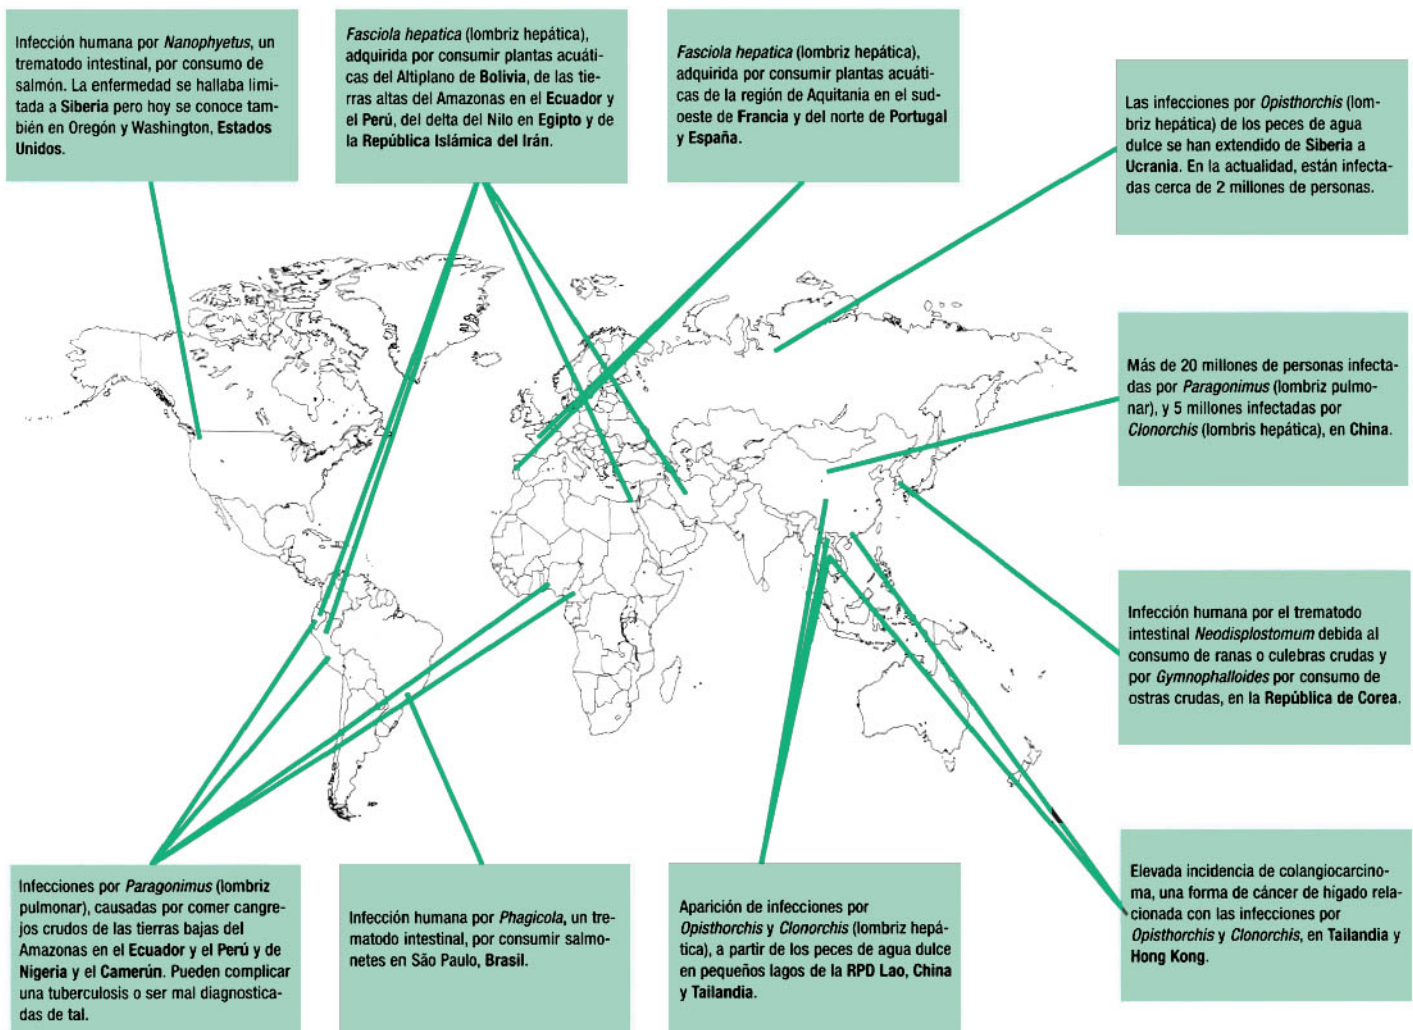 Infección humana por Nanophyetus, un
trematodo intestinal, por consumo de
salmón. La enfermedad se hallaba limi-
tada a Siberia pero hoy se conoce tam-
bién en Oregón y Washington, Estados
Unidos.
Fasciola hepatica (lombriz hepática),
adquirida por consumir plantas acuáti-
cas del Altiplano de Bolivia, de las tie-
rras altas del Amazonas en el Ecuador y
el Perú, del delta del Nilo en Egipto y de
la República Islámica del Irán.
Fasciola hepatica (lombriz hepática),
adquirida por consumir plantas acuáti-
cas de la región de Aquitania en el sud-
oeste de Francia y del norte de Portugal
y España.
Las infecciones por Opisthorchis (lom-
briz hepática) de los peces de agua
dulce se han extendido de Siberia a
Ucrania. En la actualidad, están infecta-
das cerca de 2 millones de personas.
Más de 20 millones de personas infecta-
das por Paragonimus (lombriz pulmo-
nar), y 5 millones infectadas por
Clonorchis (lombris hepática), en China.
Infección humana por el trematodo
intestinal Neodisplostomum debida al
consumo de ranas o culebras crudas y
por Gymnophalloides por consumo de
ostras crudas, en la República de Corea.
Infecciones por Paragonimus (lombriz
pulmonar), causadas por comer cangre-
jos crudos de las tierras bajas del
Amazonas en el Ecuador y el Perú y de
Nigeria y el Camerún. Pueden complicar
una tuberculosis o ser mal diagnostica-
das de tal.
Infección humana por Phagicola, un tre-
matodo intestinal, por consumir salmo-
netes en São Paulo, Brasil.
Aparición de infecciones por
Opisthorchis y Clonorchis (lombriz hepá-
tica), a partir de los peces de agua dulce
en pequeños lagos de la RPD Lao, China
y Tailandia.
Elevada incidencia de colangiocarcino-
ma, una forma de cáncer de hígado rela-
cionada con las infecciones por
Opisthorchis y Clonorchis, en Tailandia y
Hong Kong.